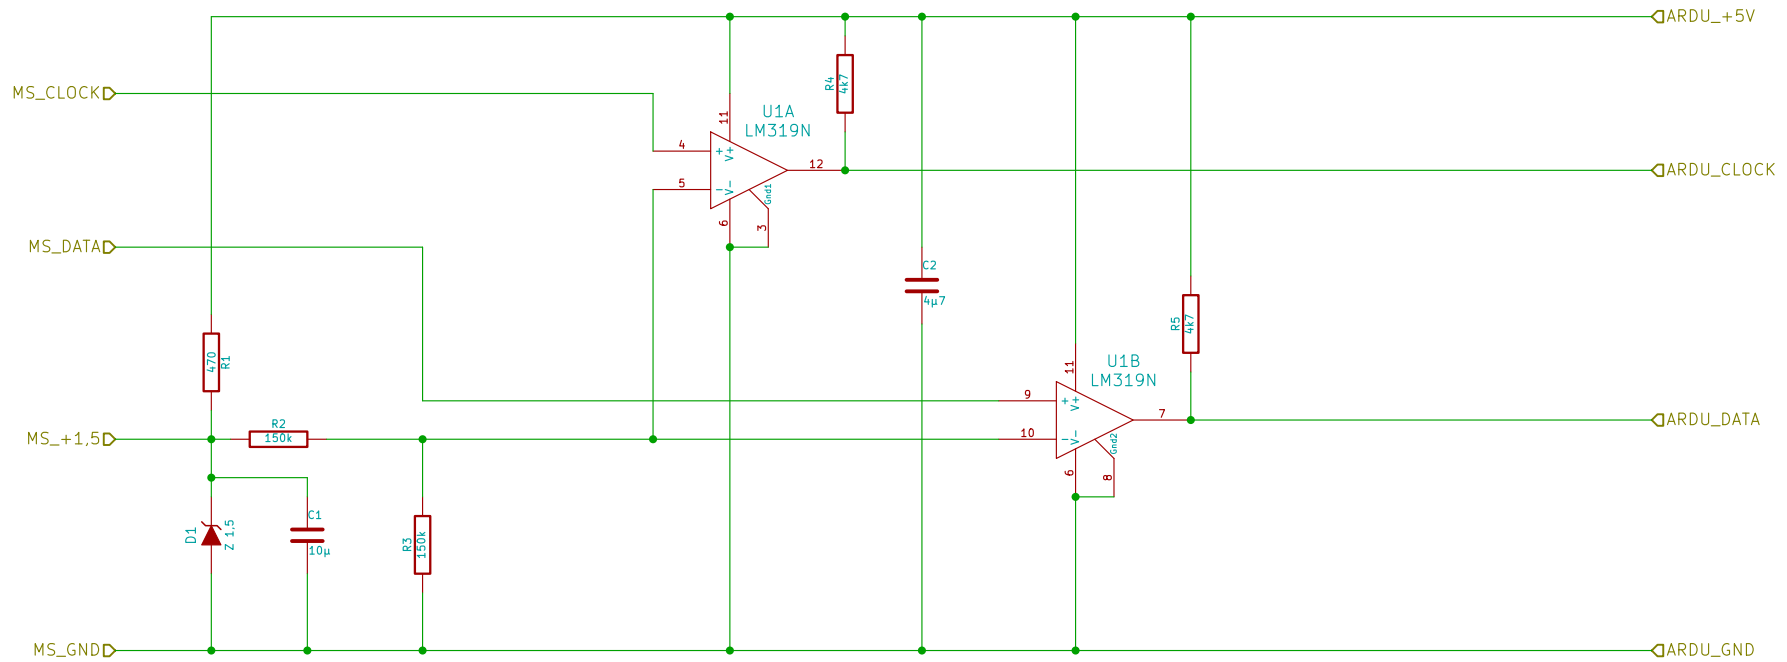 ARDU_+5V
MS_CLOCK
R4
4k7
U1A
LM319N
11
4
+
V+
12
ARDU_CLOCK
5
-
V-
Gnd1
6
3
MS_DATA
C2
4µ7
R5
4k7
470
R1
U1B
LM319N
11
9
+
V+
7
ARDU_DATA
MS_+1,5
R2
150k
10
-
V-
Gnd2
6
8
D1
Z 1,5
C1
10µ
R3
150k
MS_GND
ARDU_GND